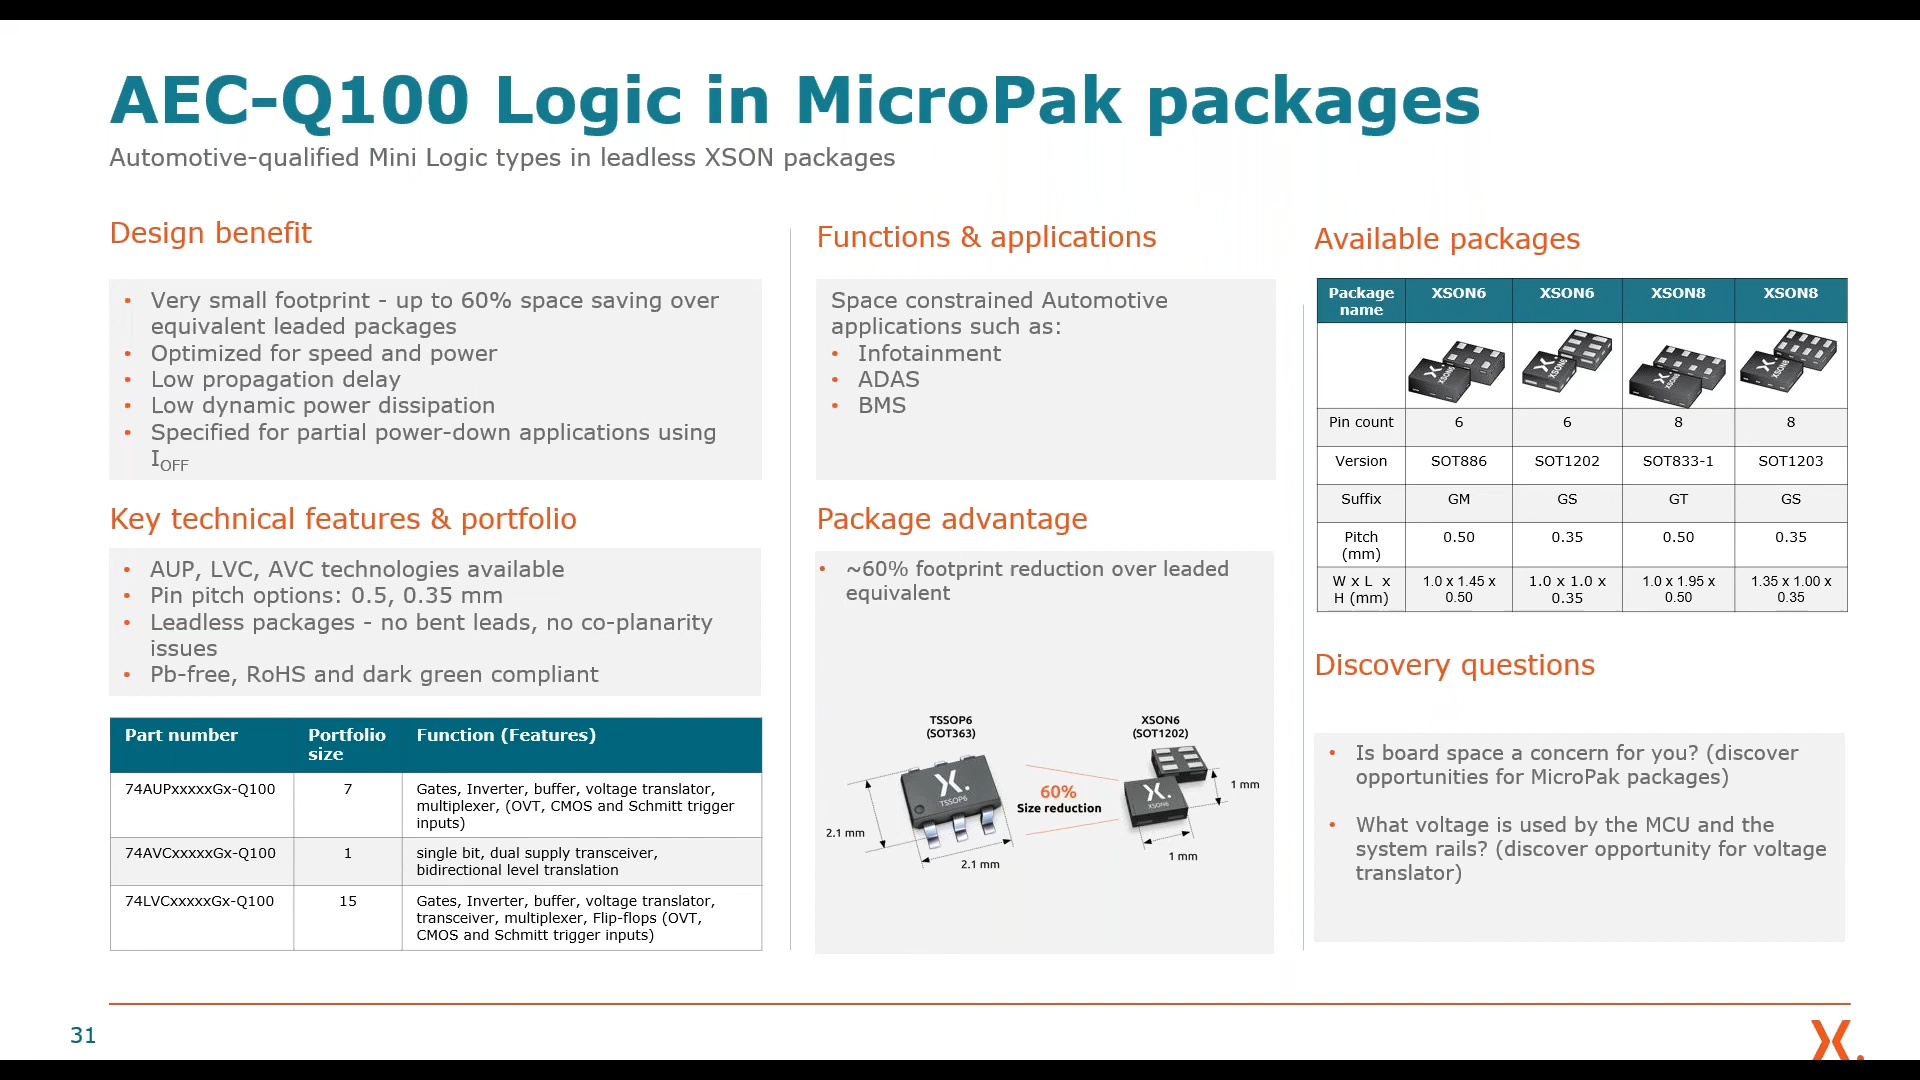 AEC-Q100 Logic in MicroPak packages
Automotive-qualified Mini Logic types in leadless XSON packages
Design benefit
• Very small footprint - up to 60% space saving over
equivalent leaded packages
• Optimized for speed and power
• Low propagation delay
• Low dynamic power dissipation
• Specified for partial power-down applications using
IOFF
Key technical features & portfolio
• AUP, LVC, AVC technologies available
• Pin pitch options: 0.5, 0.35 mm
• Leadless packages - no bent leads, no co-planarity
issues
• Pb-free, RoHS and dark green compliant
Part number Portfolio Function (Features)
size
74AUPxxxxxGx-Q100 7 Gates, Inverter, buffer, voltage translator,
multiplexer, (OVT, CMOS and Schmitt trigger
inputs)
74AVCxxxxxGx-Q100 1 single bit, dual supply transceiver,
bidirectional level translation
74LVCxxxxxGx-Q100 15 Gates, Inverter, buffer, voltage translator,
transceiver, multiplexer, Flip-flops (OVT,
CMOS and Schmitt trigger inputs)
Functions & applications
Space constrained Automotive
applications such as:
• Infotainment
• ADAS
• BMS
Package advantage
• ~60% footprint reduction over leaded
equivalent
TSSOP6
(SOT363)
X.
TSSOP6
2.1 mm
2.1 mm
60%
Size reduction
XSON6
(SOT1202)
X.
XSON6
1 mm
1 mm
Available packages
Package XSON6 XSON6 XSON8 XSON8
name
X. XSON6 X. XSON6 X. XSON8 X. XSON8
Pin count 6 6 8 8
Version SOT886 SOT1202 SOT833-1 SOT1203
Suffix GM GS GT GS
Pitch 0.50 0.35 0.50 0.35
(mm)
W x L x 1.0 x 1.45 x 1.0 x 1.0 x 1.0 x 1.95 x 1.35 x 1.00 x
H (mm) 0.50 0.35 0.50 0.35
Discovery questions
• Is board space a concern for you? (discover
opportunities for MicroPak packages)
• What voltage is used by the MCU and the
system rails? (discover opportunity for voltage
translator)
31
X.